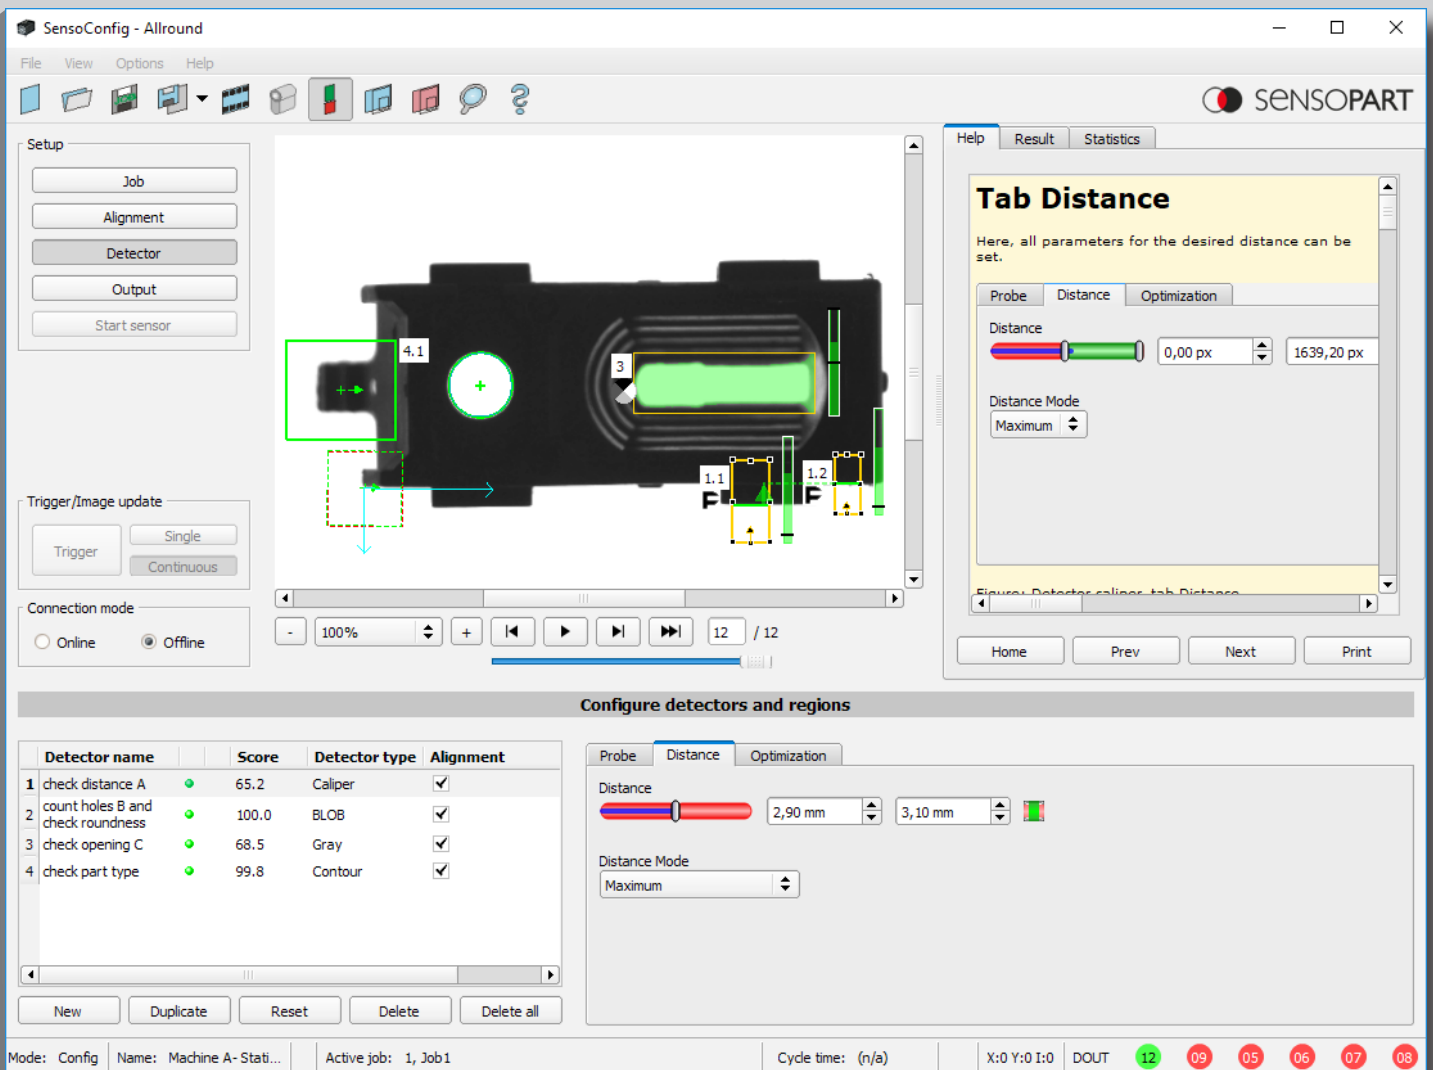 SensoConfig - Allround
File View Options Help
SENSOPART
Setup
Job
Alignment
Detector
Output
Start sensor
Trigger/Image update
Trigger
Single
Continuous
Connection mode
Online
Offline
4.1
3
1.1
1.2
-
100%
+
12
/ 12
Help Result Statistics
Tab Distance
Here, all parameters for the desired distance can be
set.
Probe Distance Optimization
Distance
0,00 px
1639,20 px
Distance Mode
Maximum
Figure: Detector caliper, tab Distance
Home Prev Next Print
Configure detectors and regions
Detector name Score Detector type Alignment
1 check distance A 65.2 Caliper
2 count holes B and
check roundness 100.0 BLOB
3 check opening C 68.5 Gray
4 check part type 99.8 Contour
New Duplicate Reset Delete Delete all
Probe Distance Optimization
Distance
2,90 mm
3,10 mm
Distance Mode
Maximum
Mode: Config Name: Machine A- Stati... Active job: 1, Job1 Cycle time: (n/a) X:0 Y:0 I:0 DOUT 12 09 05 06 07 08